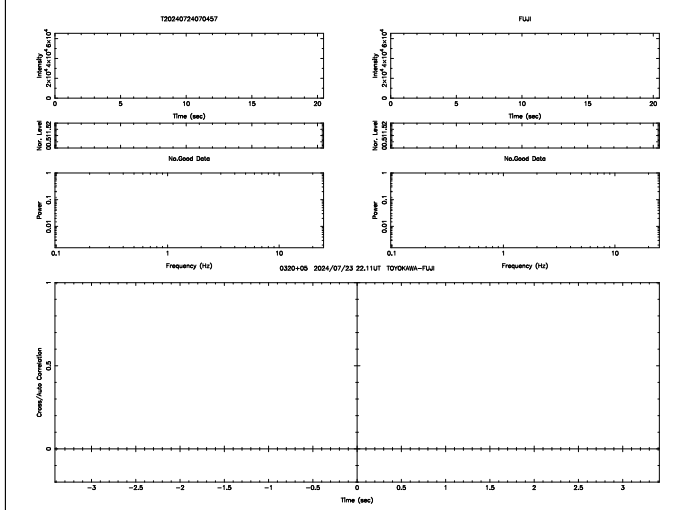 T20240724070457 FUJI
Intensity 0 2×10⁴ 4×10⁴ 6×10⁴ Intensity 0 2×10⁴ 4×10⁴ 6×10⁴
0 5 10 15 20 0 5 10 15 20
Time (sec) Time (sec)
Nor. Level 00.511.52 Nor. Level 00.511.52
No.Good Data No.Good Data
Power 0.01 0.1 1 Power 0.01 0.1 1
0.1 1 10 0.1 1 10
Frequency (Hz) Frequency (Hz)
0320+05 2024/07/23 22.11UT TOYOKAWA-FUJI
Cross/Auto Correlation 0 0.5 1
-3 -2.5 -2 -1.5 -1 -0.5 0 0.5 1 1.5 2 2.5 3
Time (sec)